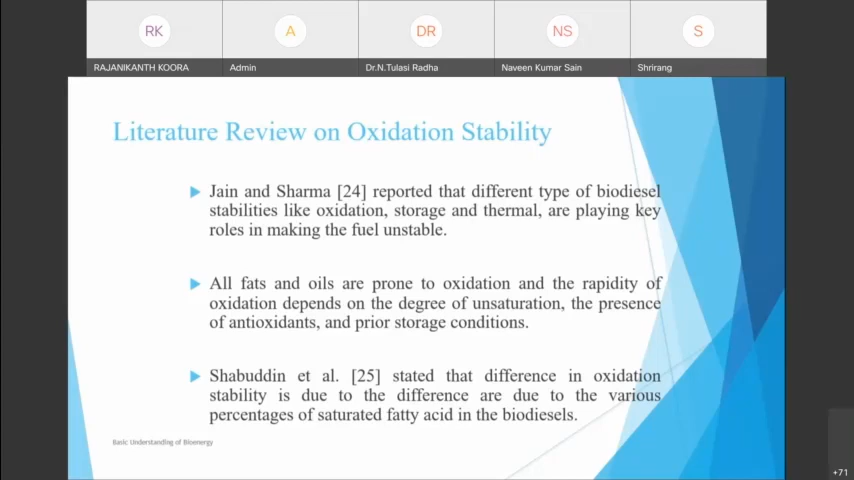 RK
A
DR
NS
S
RAJANIKANTH KOORA
Admin
Dr.N.Tulasi Radha
Naveen Kumar Sain
Shrirang
Literature Review on Oxidation Stability
Jain and Sharma [24] reported that different type of biodiesel
stabilities like oxidation, storage and thermal, are playing key
roles in making the fuel unstable.
All fats and oils are prone to oxidation and the rapidity of
oxidation depends on the degree of unsaturation, the presence
of antioxidants, and prior storage conditions.
Shabuddin et al. [25] stated that difference in oxidation
stability is due to the difference are due to the various
percentages of saturated fatty acid in the biodiesels.
Basic Understanding of Bioenergy
+71